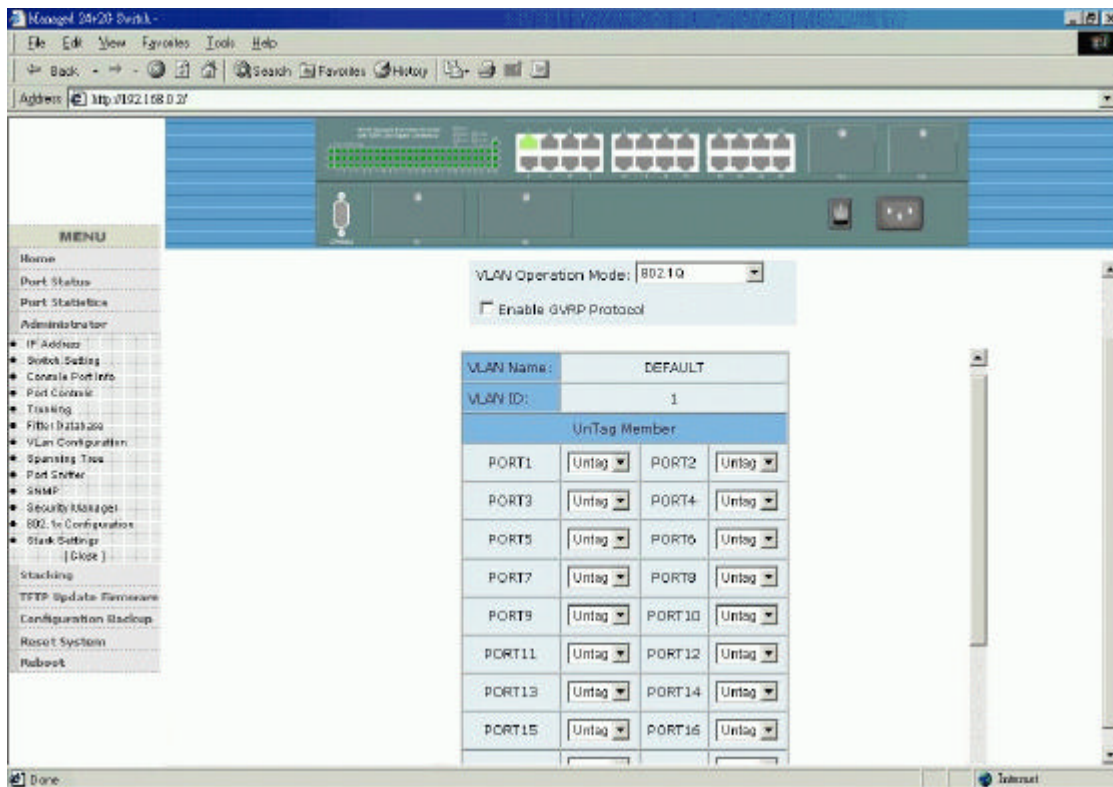 Managed 24+2G Switch -
File Edit View Favorites Tools Help
Back Search Favorites History
Address http://192.168.0.2/
MENU
Home
Port Status
Port Statistics
Administrator
IP Address
Switch Setting
Console Port Info
Port Controls
Trunking
Filter Database
VLan Configuration
Spanning Tree
Port Sniffer
SNMP
Security Manager
802.1x Configuration
Stack Settings
[Close]
Stacking
TFTP Update Firmware
Configuration Backup
Reset System
Reboot
VLAN Operation Mode: 802.1Q
Enable GVRP Protocol
VLAN Name: DEFAULT
VLAN ID: 1
UnTag Member
PORT1 Untag PORT2 Untag
PORT3 Untag PORT4 Untag
PORT5 Untag PORT6 Untag
PORT7 Untag PORT8 Untag
PORT9 Untag PORT10 Untag
PORT11 Untag PORT12 Untag
PORT13 Untag PORT14 Untag
PORT15 Untag PORT16 Untag
Done Internet